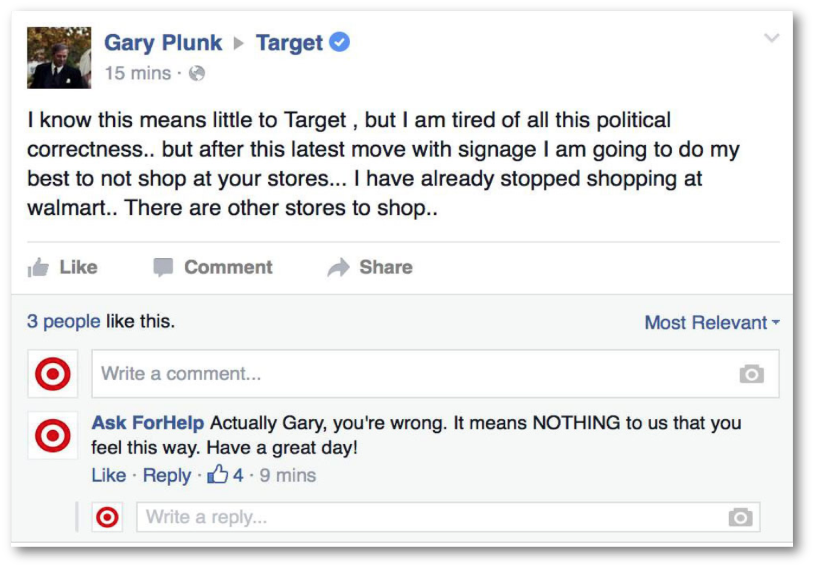 Gary Plunk ▶ Target
15 mins ·
I know this means little to Target , but I am tired of all this political
correctness.. but after this latest move with signage I am going to do my
best to not shop at your stores... I have already stopped shopping at
walmart.. There are other stores to shop..
Like Comment Share
3 people like this. Most Relevant
Write a comment...
Ask ForHelp Actually Gary, you're wrong. It means NOTHING to us that you
feel this way. Have a great day!
Like · Reply · 4 · 9 mins
Write a reply...